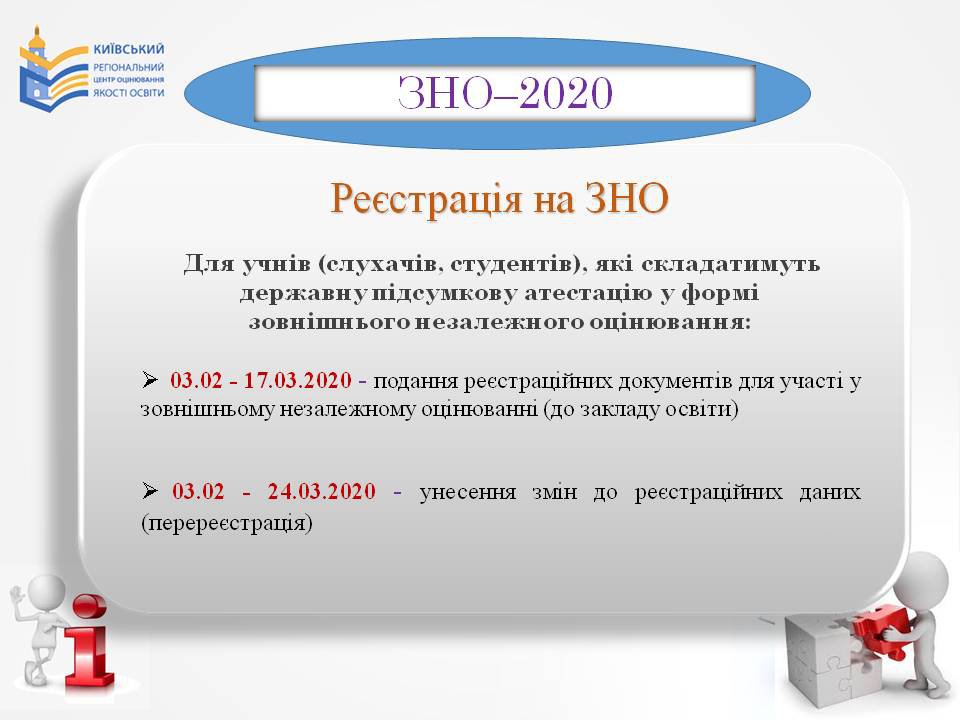 КИЇВСЬКИЙ
РЕГІОНАЛЬНИЙ
ЦЕНТР ОЦІНЮВАННЯ
ЯКОСТІ ОСВІТИ
ЗНО–2020
Реєстрація на ЗНО
Для учнів (слухачів, студентів), які складатимуть
державну підсумкову атестацію у формі
зовнішнього незалежного оцінювання:
➢ 03.02 - 17.03.2020 - подання реєстраційних документів для участі у
зовнішньому незалежному оцінюванні (до закладу освіти)
➢ 03.02 - 24.03.2020 - унесення змін до реєстраційних даних
(перереєстрація)